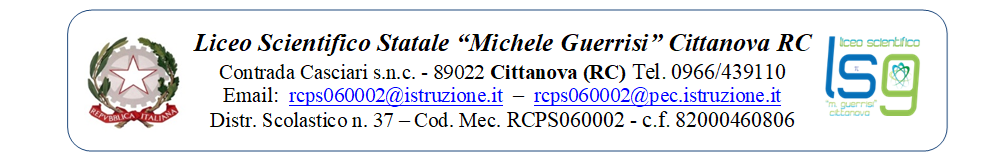 Liceo Scientifico Statale “Michele Guerrisi” Cittanova RC
Contrada Casciari s.n.c. - 89022 Cittanova (RC) Tel. 0966/439110
Email: rcps060002@istruzione.it – rcps060002@pec.istruzione.it
Distr. Scolastico n. 37 – Cod. Mec. RCPS060002 - c.f. 82000460806
REPVBBLICA ITALIANA
liceo scientifico
lsg
"m. guerrisi"
cittanova